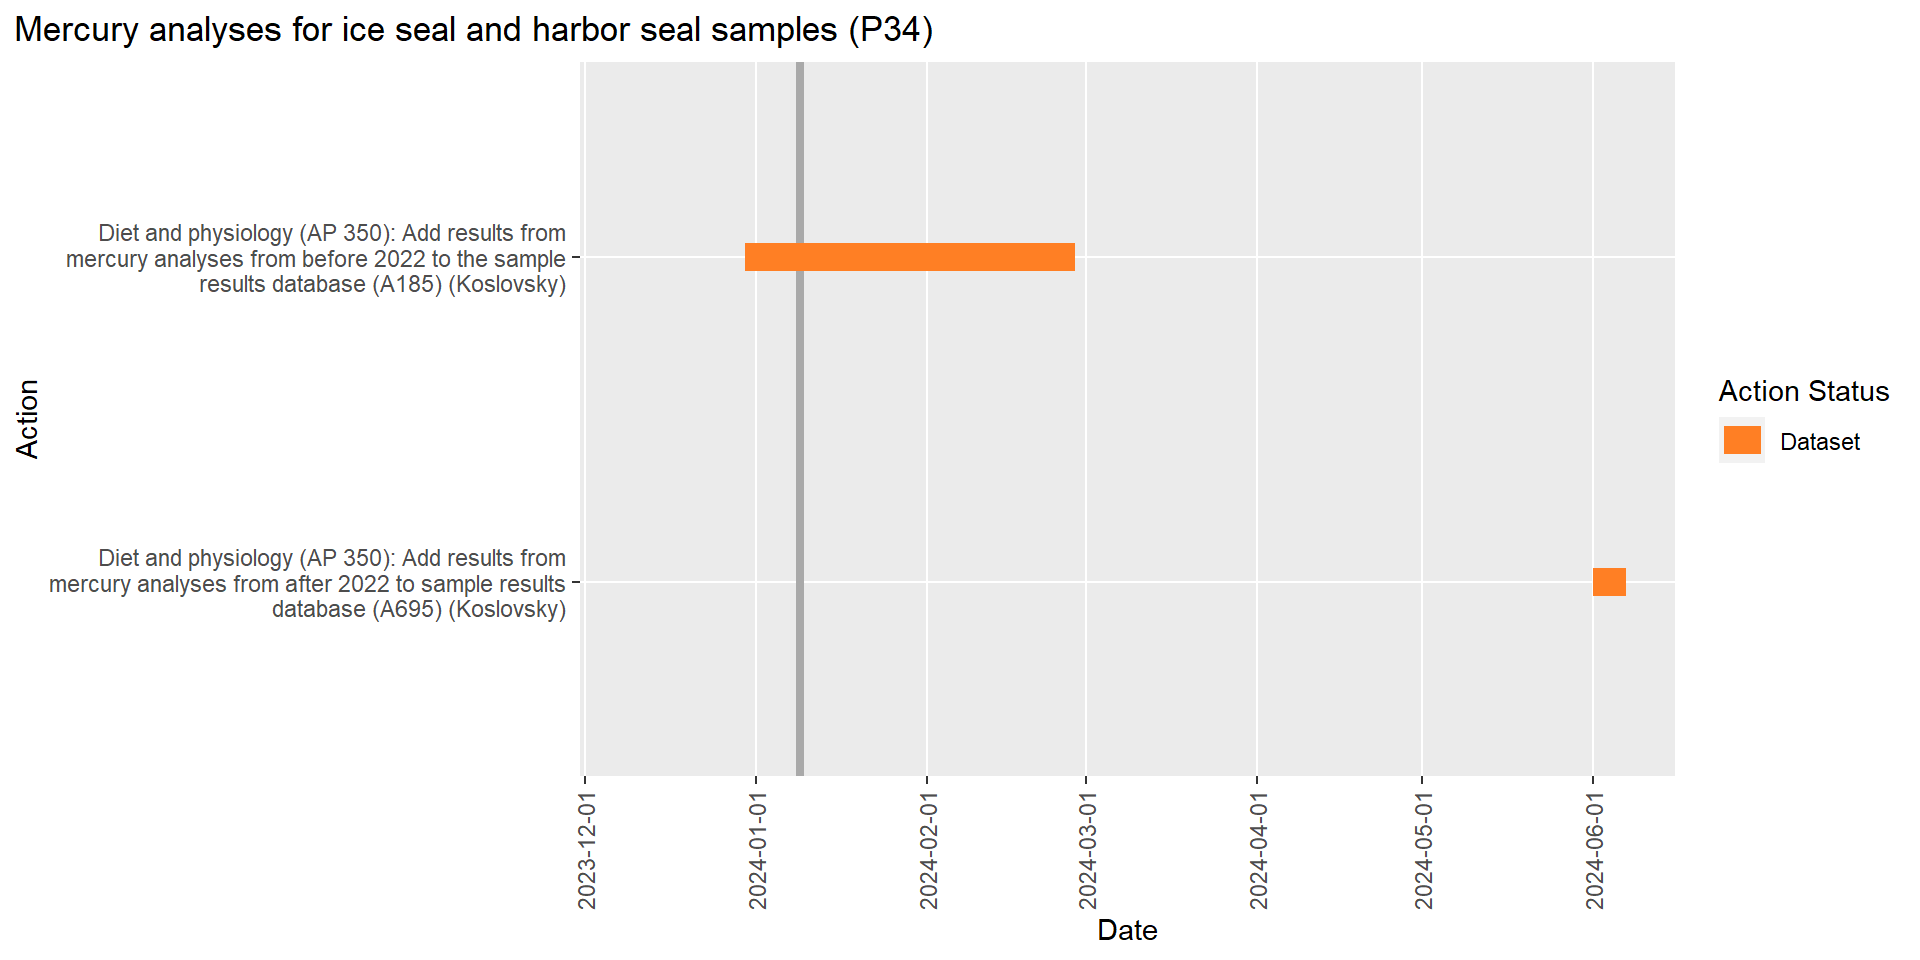 Mercury analyses for ice seal and harbor seal samples (P34)
Action
Diet and physiology (AP 350): Add results from
mercury analyses from before 2022 to the sample
results database (A185) (Koslovsky)
Diet and physiology (AP 350): Add results from
mercury analyses from after 2022 to sample results
database (A695) (Koslovsky)
2023-12-01
2024-01-01
2024-02-01
2024-03-01
2024-04-01
2024-05-01
2024-06-01
Date
Action Status
Dataset